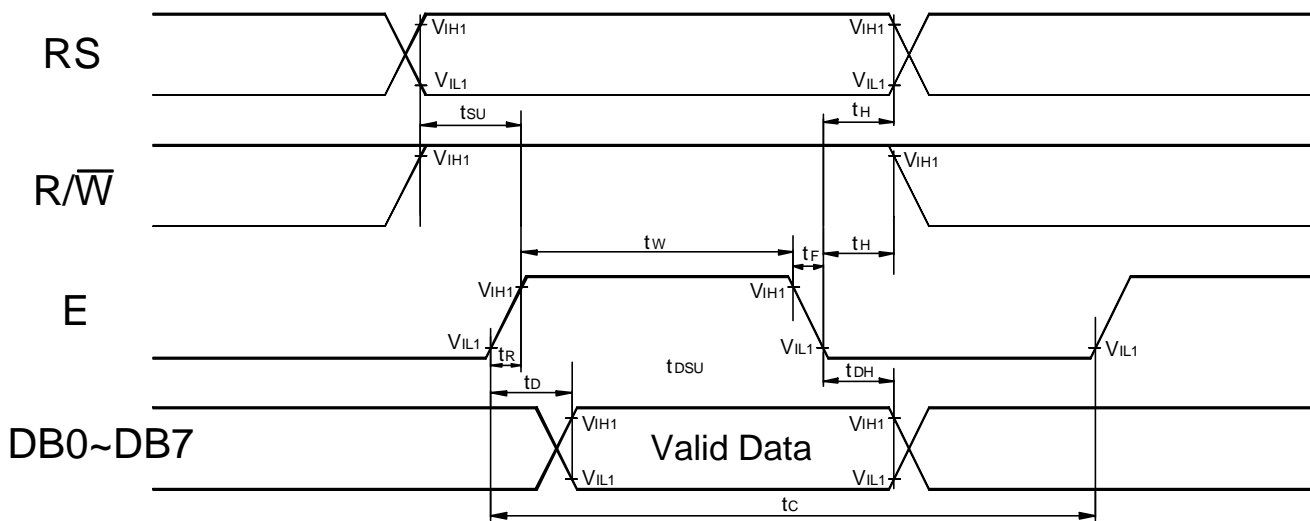 RS
VIH1
VIH1
VIL1
VIL1
tSU
tH
R/W̅
VIH1
VIH1
tW
tF
tH
E
VIH1
VIH1
VIL1
VIL1
VIL1
tR
tDSU
tD
tDH
DB0~DB7
VIH1
Valid Data
VIH1
VIL1
VIL1
tC